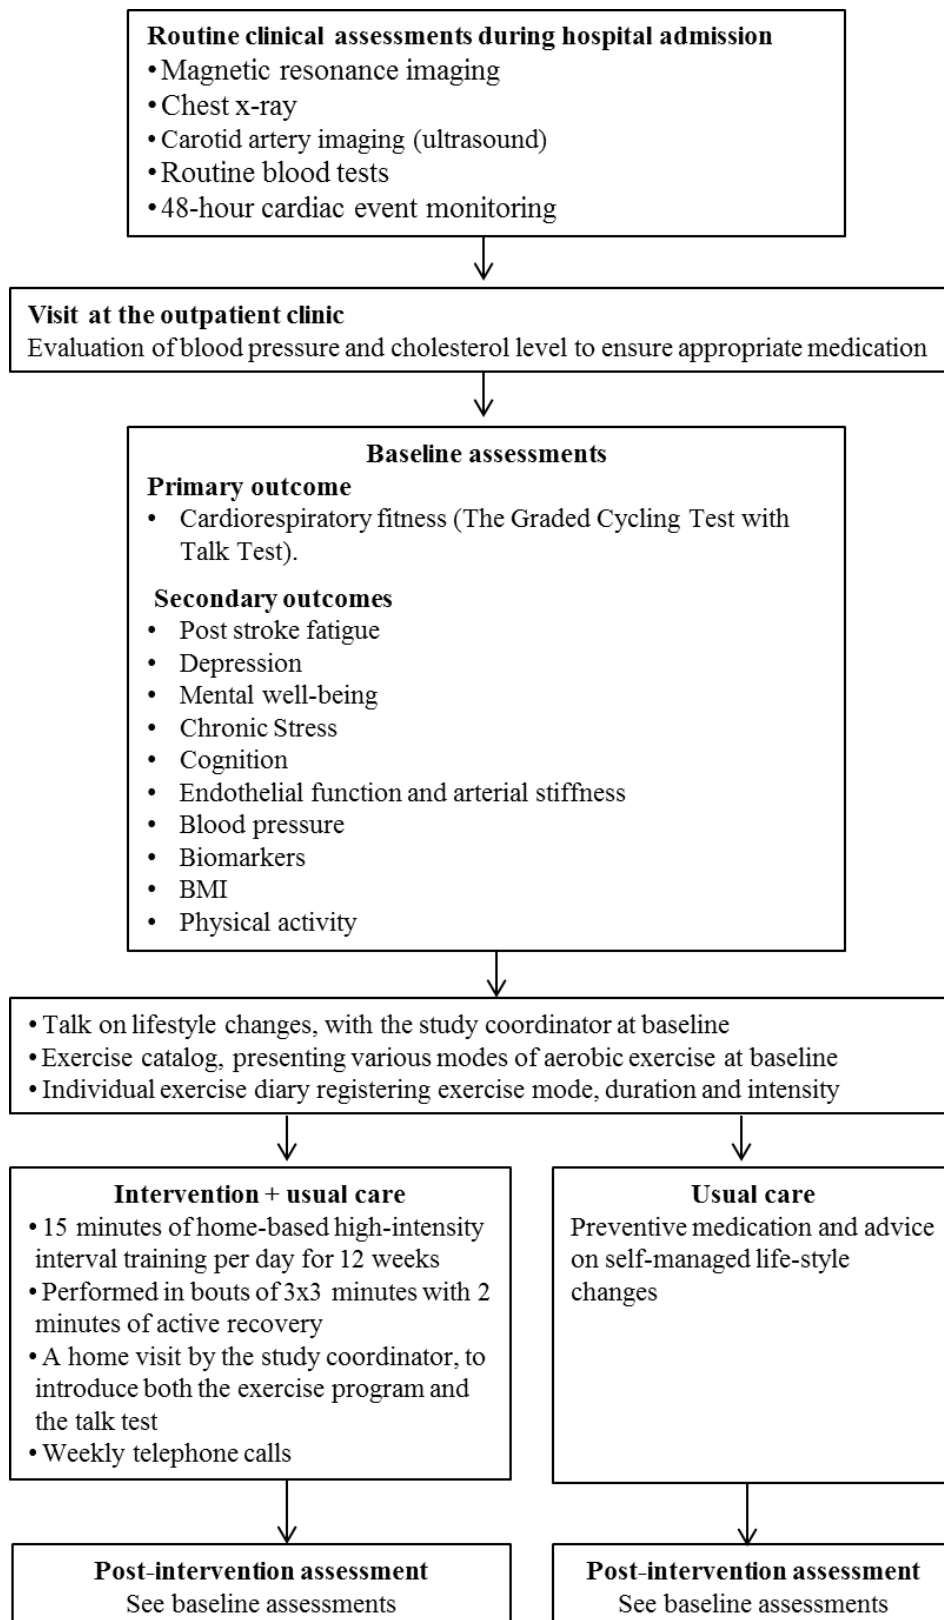 Routine clinical assessments during hospital admission
• Magnetic resonance imaging
• Chest x-ray
• Carotid artery imaging (ultrasound)
• Routine blood tests
• 48-hour cardiac event monitoring
Visit at the outpatient clinic
Evaluation of blood pressure and cholesterol level to ensure appropriate medication
Baseline assessments
Primary outcome
• Cardiorespiratory fitness (The Graded Cycling Test with
Talk Test).
Secondary outcomes
• Post stroke fatigue
• Depression
• Mental well-being
• Chronic Stress
• Cognition
• Endothelial function and arterial stiffness
• Blood pressure
• Biomarkers
• BMI
• Physical activity
• Talk on lifestyle changes, with the study coordinator at baseline
• Exercise catalog, presenting various modes of aerobic exercise at baseline
• Individual exercise diary registering exercise mode, duration and intensity
Intervention + usual care
• 15 minutes of home-based high-intensity
interval training per day for 12 weeks
• Performed in bouts of 3x3 minutes with 2
minutes of active recovery
• A home visit by the study coordinator, to
introduce both the exercise program and
the talk test
• Weekly telephone calls
Usual care
Preventive medication and advice
on self-managed life-style
changes
Post-intervention assessment
See baseline assessments
Post-intervention assessment
See baseline assessments